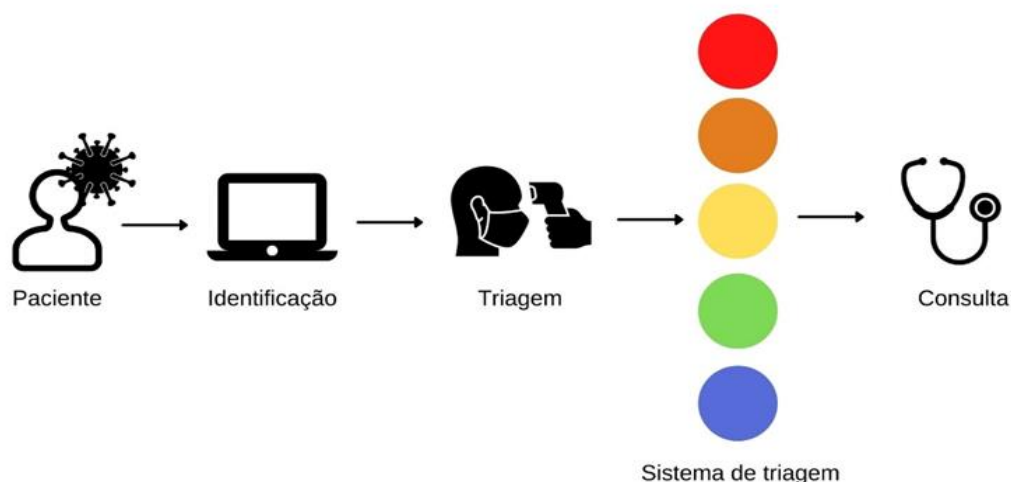 Paciente
Identificação
Triagem
Consulta
Sistema de triagem